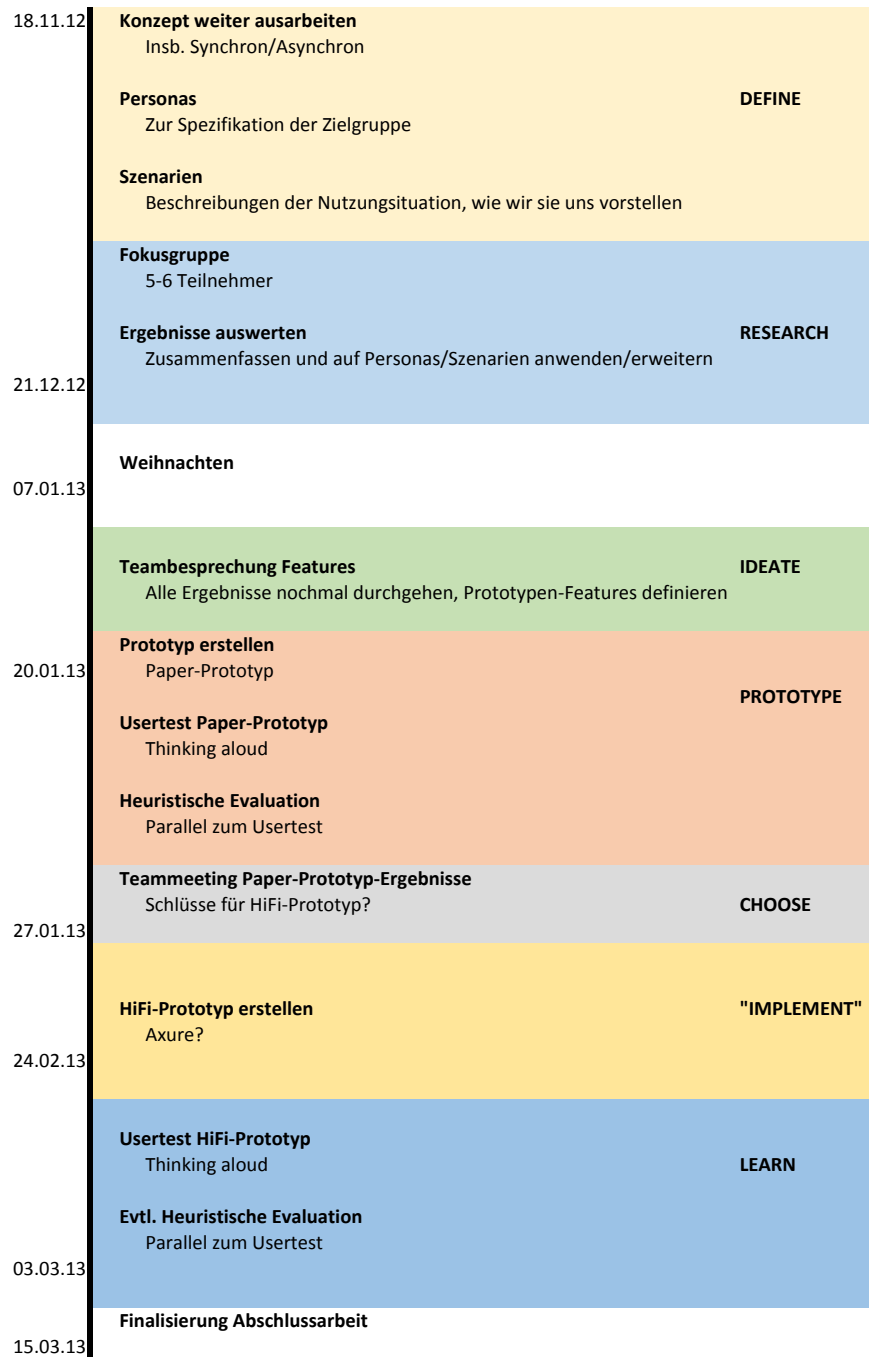 18.11.12 Konzept weiter ausarbeiten
Insb. Synchron/Asynchron
Personas DEFINE
Zur Spezifikation der Zielgruppe
Szenarien
Beschreibungen der Nutzungsituation, wie wir sie uns vorstellen
Fokusgruppe
5-6 Teilnehmer
Ergebnisse auswerten RESEARCH
Zusammenfassen und auf Personas/Szenarien anwenden/erweitern
21.12.12
Weihnachten
07.01.13
Teambesprechung Features IDEATE
Alle Ergebnisse nochmal durchgehen, Prototypen-Features definieren
Prototyp erstellen
20.01.13 Paper-Prototyp
PROTOTYPE
Usertest Paper-Prototyp
Thinking aloud
Heuristische Evaluation
Parallel zum Usertest
Teammeeting Paper-Prototyp-Ergebnisse
Schlüsse für HiFi-Prototyp? CHOOSE
27.01.13
HiFi-Prototyp erstellen "IMPLEMENT"
Axure?
24.02.13
Usertest HiFi-Prototyp
Thinking aloud LEARN
Evtl. Heuristische Evaluation
Parallel zum Usertest
03.03.13
Finalisierung Abschlussarbeit
15.03.13